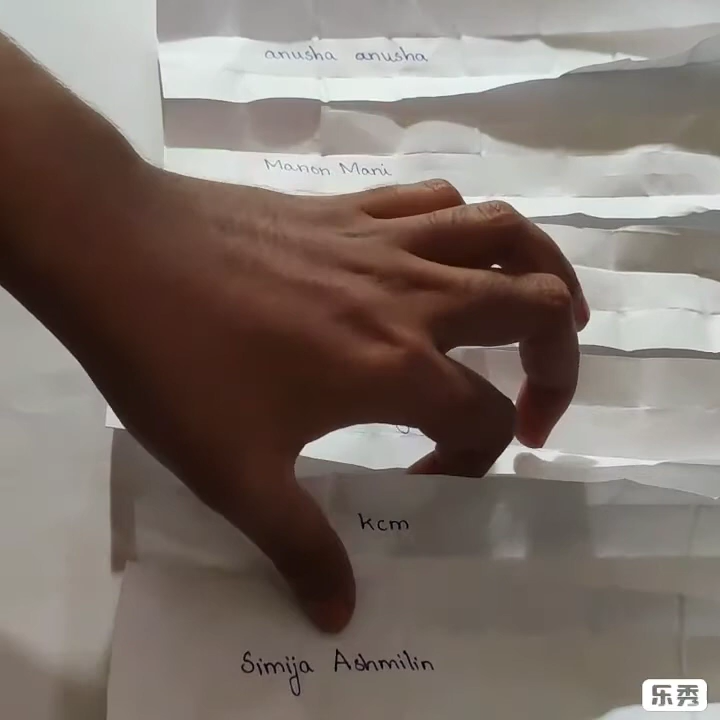 anusha anusha
Manon Mani
kcm
Simija Ashmilin
乐秀